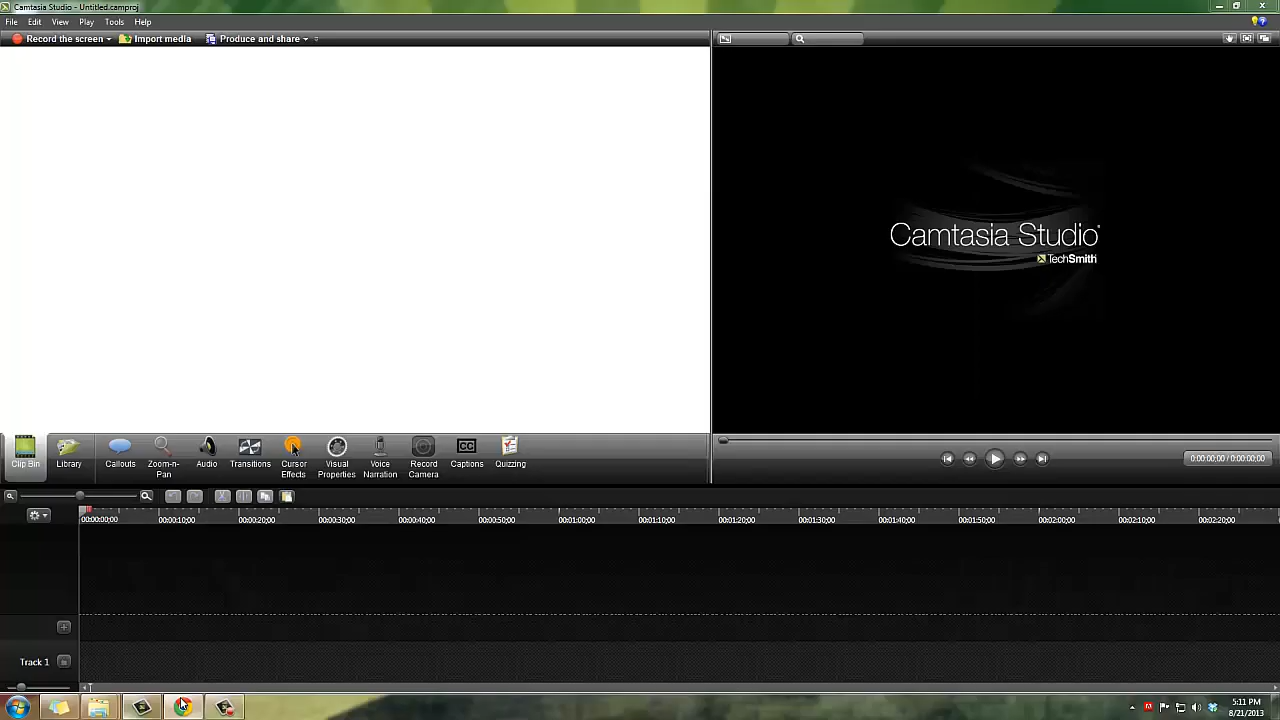 Camtasia Studio - Untitled.camproj
File Edit View Play Tools Help
Record the screen Import media Produce and share
Camtasia Studio
TechSmith
Clip Bin Library Callouts Zoom-n-Pan Audio Transitions Cursor Effects Visual Properties Voice Narration Record Camera Captions CC Quizzing
0:00:00;00 / 0:00:00;00
00:00:00;00 00:00:10;00 00:00:20;00 00:00:30;00 00:00:40;00 00:00:50;00 00:01:00;00 00:01:10;00 00:01:20;00 00:01:30;00 00:01:40;00 00:01:50;00 00:02:00;00 00:02:10;00 00:02:20;00
Track 1
5:11 PM
8/21/2013